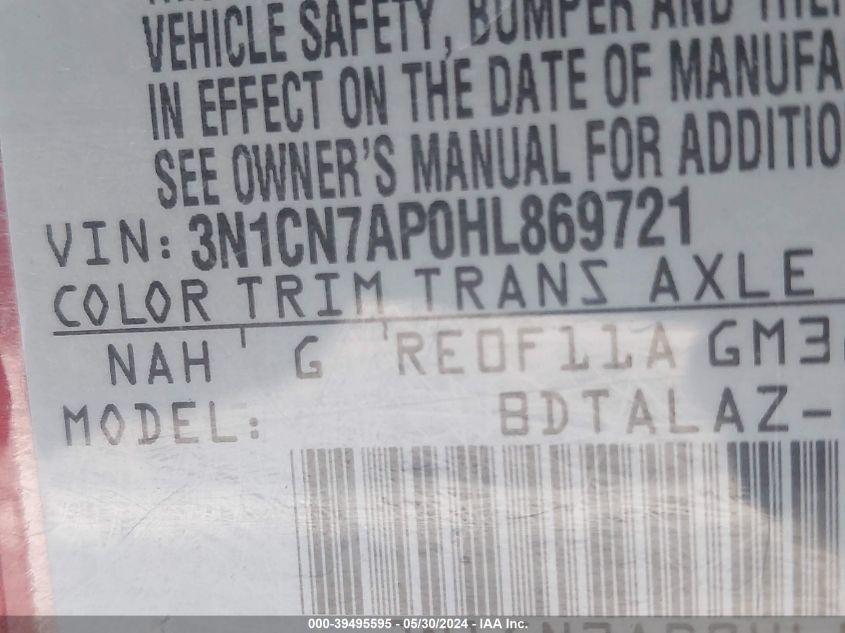 VEHICLE SAFETY, BUMPER AND THEF
IN EFFECT ON THE DATE OF MANUFA
SEE OWNER'S MANUAL FOR ADDITIO
VIN: 3N1CN7AP0HL869721
COLOR TRIM TRANS AXLE
NAH G RE0F11A GM3
MODEL: BDTALAZ-
000-39495595 - 05/30/2024 - IAA Inc.